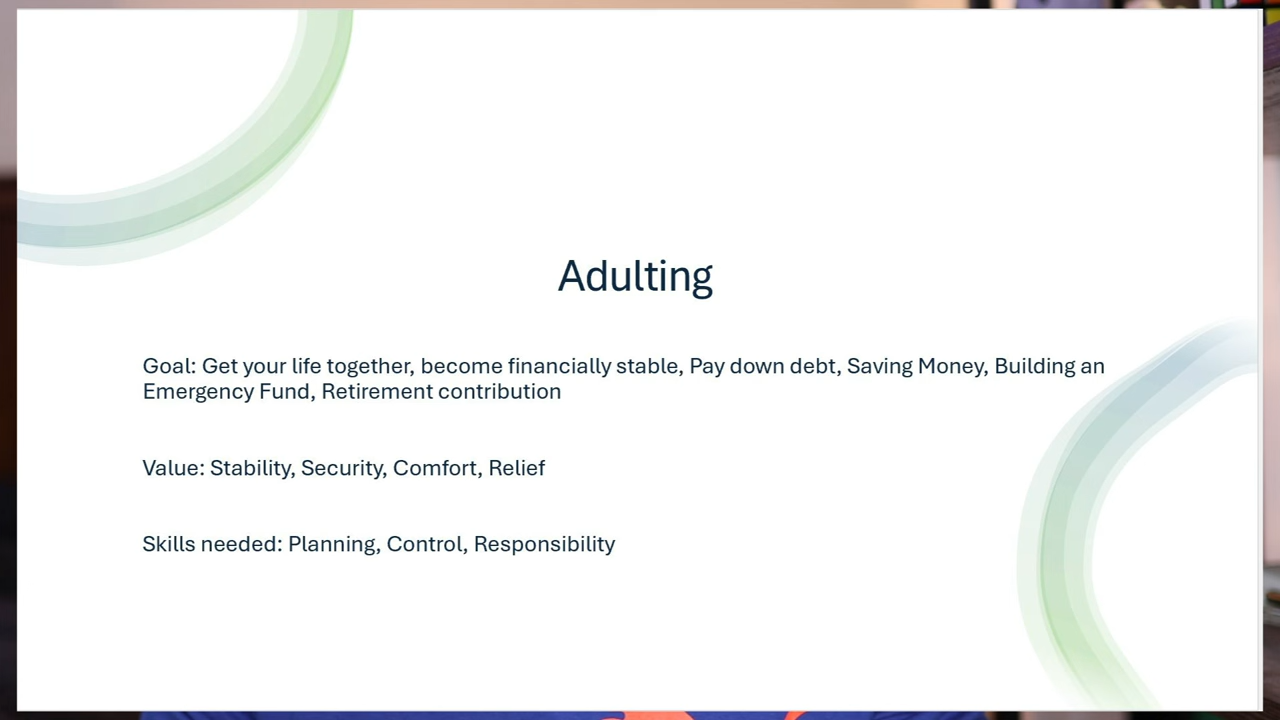 Adulting
Goal: Get your life together, become financially stable, Pay down debt, Saving Money, Building an
Emergency Fund, Retirement contribution
Value: Stability, Security, Comfort, Relief
Skills needed: Planning, Control, Responsibility